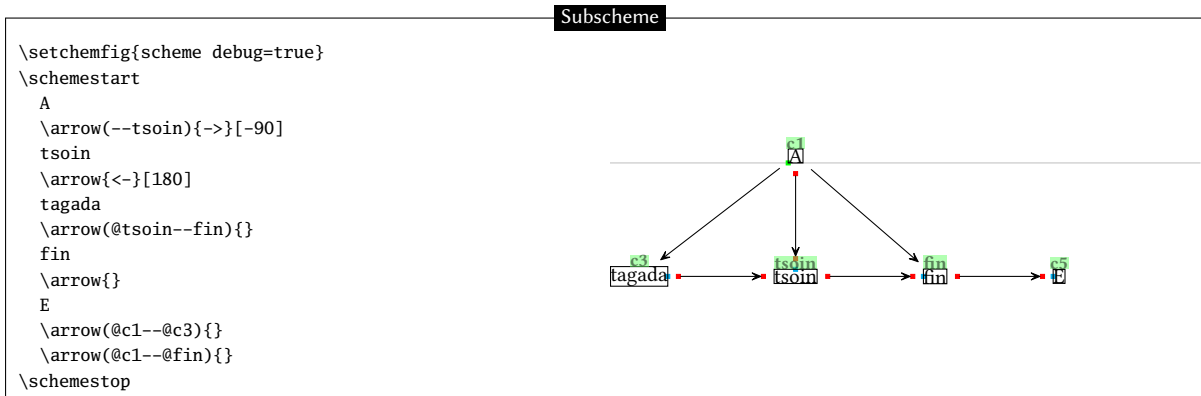 Subscheme
\setchemfig{scheme debug=true}
\schemestart
  A
  \arrow(--tsoin){->}[-90]
  tsoin
  \arrow{<-}[180]
  tagada
  \arrow(@tsoin--fin){}
  fin
  \arrow{}
  E
  \arrow(@c1--@c3){}
  \arrow(@c1--@fin){}
\schemestop
c1
A
c3 tsoin fin c5
tagada tsoin fin E